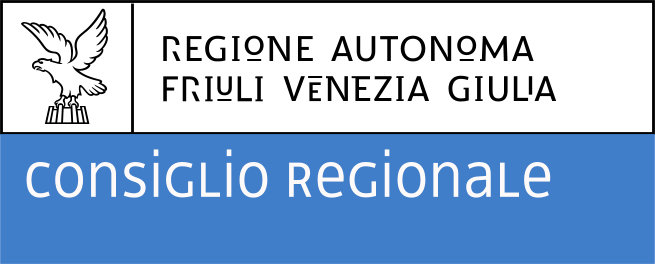 REGIONE AUTONOMA
FRIULI VENEZIA GIULIA
CONSIGLIO REGIONALE